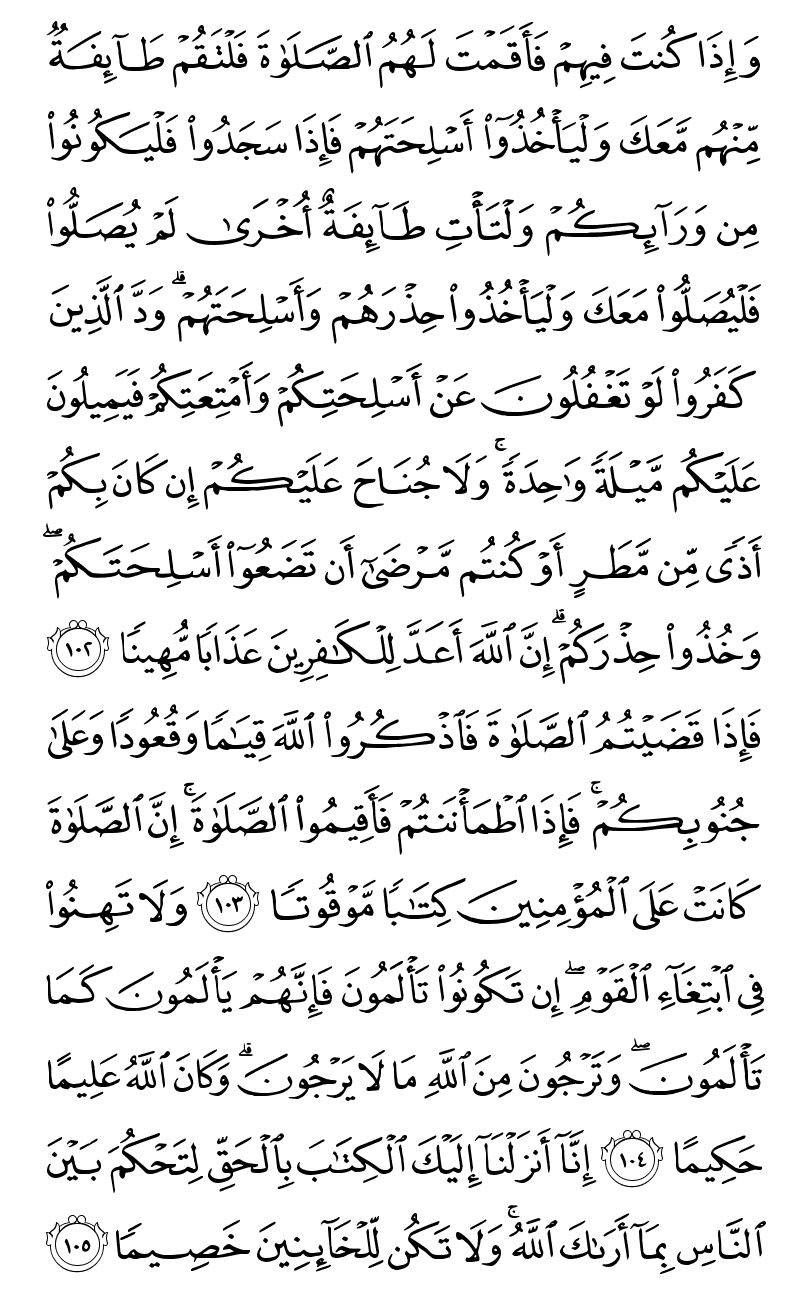 وَإِذَا كُنتَ فِيهِمۡ فَأَقَمۡتَ لَهُمُ ٱلصَّلَوٰةَ فَلۡتَقُمۡ طَآئِفَةٞ
مِّنۡهُم مَّعَكَ وَلۡيَأۡخُذُوٓاْ أَسۡلِحَتَهُمۡ فَإِذَا سَجَدُواْ فَلۡيَكُونُواْ
مِن وَرَآئِكُمۡ وَلۡتَأۡتِ طَآئِفَةٌ أُخۡرَىٰ لَمۡ يُصَلُّواْ
فَلۡيُصَلُّواْ مَعَكَ وَلۡيَأۡخُذُواْ حِذۡرَهُمۡ وَأَسۡلِحَتَهُمۡۗ وَدَّ ٱلَّذِينَ
كَفَرُواْ لَوۡ تَغۡفُلُونَ عَنۡ أَسۡلِحَتِكُمۡ وَأَمۡتِعَتِكُمۡ فَيَمِيلُونَ
عَلَيۡكُم مَّيۡلَةٗ وَٰحِدَةٗۚ وَلَا جُنَاحَ عَلَيۡكُمۡ إِن كَانَ بِكُمۡ
أَذٗى مِّن مَّطَرٍ أَوۡ كُنتُم مَّرۡضَىٰٓ أَن تَضَعُوٓاْ أَسۡلِحَتَكُمۡۖ
وَخُذُواْ حِذۡرَكُمۡۗ إِنَّ ٱللَّهَ أَعَدَّ لِلۡكَٰفِرِينَ عَذَابٗا مُّهِينٗا ١٠٢
فَإِذَا قَضَيۡتُمُ ٱلصَّلَوٰةَ فَٱذۡكُرُواْ ٱللَّهَ قِيَٰمٗا وَقُعُودٗا وَعَلَىٰ
جُنُوبِكُمۡۚ فَإِذَا ٱطۡمَأۡنَنتُمۡ فَأَقِيمُواْ ٱلصَّلَوٰةَۚ إِنَّ ٱلصَّلَوٰةَ
كَانَتۡ عَلَى ٱلۡمُؤۡمِنِينَ كِتَٰبٗا مَّوۡقُوتٗا ١٠٣ وَلَا تَهِنُواْ
فِي ٱبۡتِغَآءِ ٱلۡقَوۡمِۖ إِن تَكُونُواْ تَأۡلَمُونَ فَإِنَّهُمۡ يَأۡلَمُونَ كَمَا
تَأۡلَمُونَۖ وَتَرۡجُونَ مِنَ ٱللَّهِ مَا لَا يَرۡجُونَۗ وَكَانَ ٱللَّهُ عَلِيمًا
حَكِيمًا ١٠٤ إِنَّآ أَنزَلۡنَآ إِلَيۡكَ ٱلۡكِتَٰبَ بِٱلۡحَقِّ لِتَحۡكُمَ بَيۡنَ
ٱلنَّاسِ بِمَآ أَرَىٰكَ ٱللَّهُۚ وَلَا تَكُن لِّلۡخَآئِنِينَ خَصِيمٗا ١٠٥